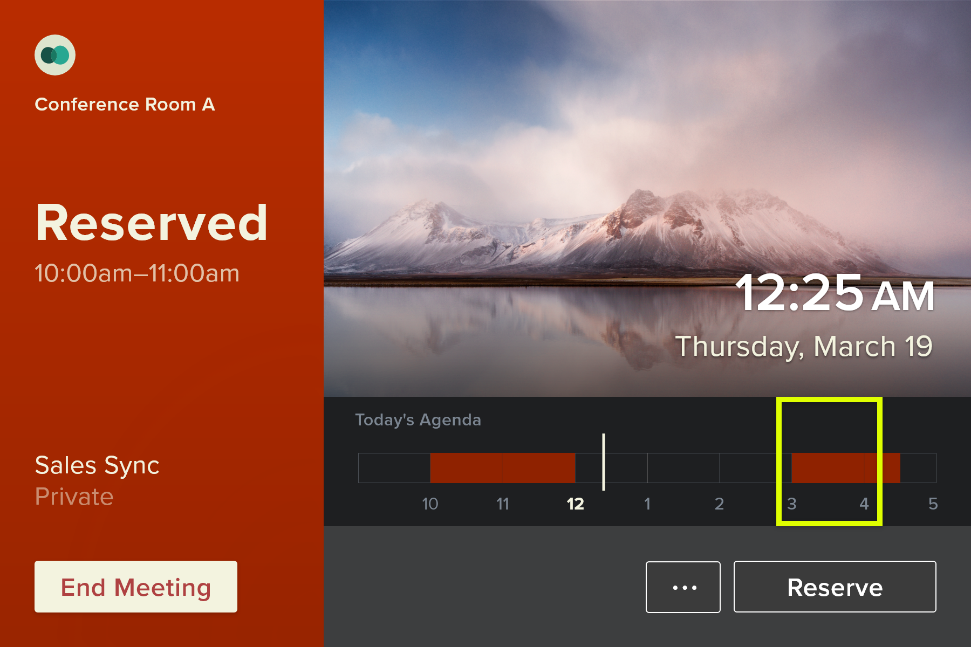 Conference Room A
Reserved
10:00am–11:00am
Sales Sync
Private
End Meeting
12:25 AM
Thursday, March 19
Today's Agenda
10 11 12 1 2 3 4 5
...
Reserve